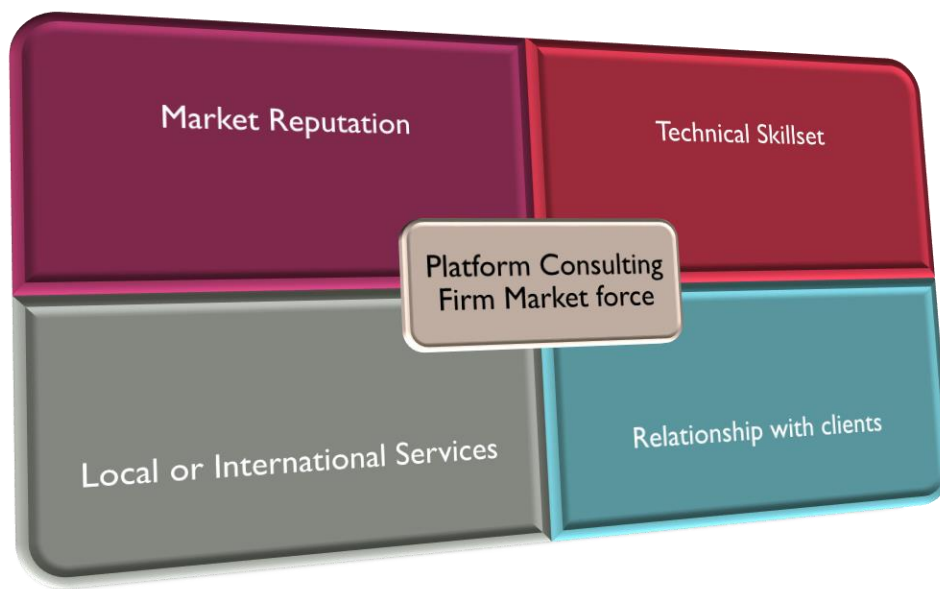 Market Reputation
Technical Skillset
Platform Consulting
Firm Market force
Local or International Services
Relationship with clients